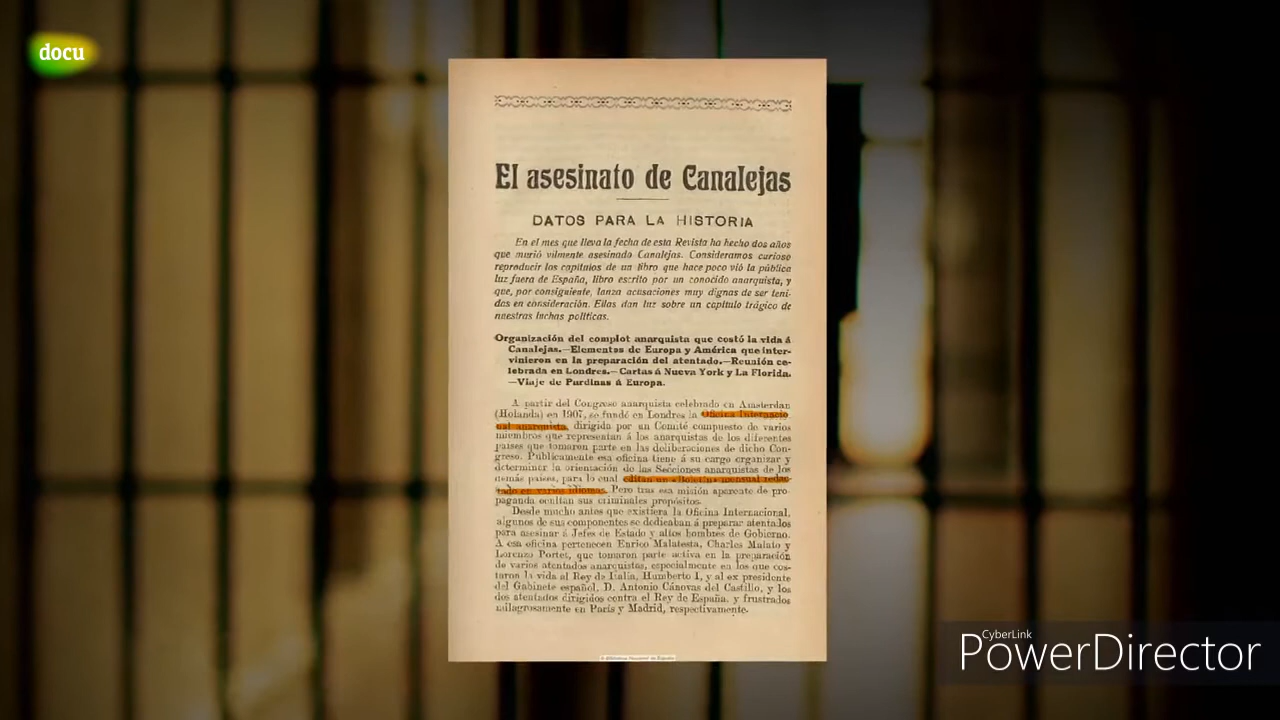 docu
El asesinato de Canalejas
DATOS PARA LA HISTORIA
En el mes que lleva la fecha de esta Revista ha hecho dos años
que murió vilmente asesinado Canalejas. Consideramos curioso
reproducir los capítulos de un libro que hace poco vió la pública
luz fuera de España, libro escrito por un conocido anarquista, y
que, por consiguiente, lanza acusaciones muy dignas de ser teni-
das en consideración. Ellas dan luz sobre un capítulo trágico de
nuestras luchas políticas.
Organización del complot anarquista que costó la vida á
Canalejas.—Elementos de Europa y América que inter-
vinieron en la preparación del atentado.—Reunión ce-
lebrada en Londres.—Cartas á Nueva York y La Florida.
—Viaje de Pardinas á Europa.
A partir del Congreso anarquista celebrado en Amsterdan
(Holanda) en 1907, se fundó en Londres la Oficina Internacio
nal anarquista, dirigida por un Comité compuesto de varios
miembros que representan á las anarquistas de los diferentes
países que tomaron parte en las deliberaciones de dicho Con-
greso. Públicamente esa oficina tiene á su cargo organizar y
determinar la orientación de las Secciones anarquistas de los
demás países, para lo cual editan un «Boletín» mensual redac-
tado en varios idiomas. Pero tras esa misión aparente de pro-
paganda ocultan sus criminales propósitos.
Desde mucho antes que existiera la Oficina Internacional,
algunos de sus componentes se dedicaban á preparar atentados
para asesinar á Jefes de Estado y altos hombres de Gobierno.
A esa oficina pertenecen Enrico Malatesta, Charles Malato y
Lorenzo Portet, que tomaron parte activa en la preparación
de varios atentados anarquistas, especialmente en los que cos-
taron la vida al Rey de Italia, Humberto I, y al ex presidente
del Gabinete español, D. Antonio Cánovas del Castillo, y los
dos atentados dirigidos contra el Rey de España, y frustrados
milagrosamente en París y Madrid, respectivamente.
Biblioteca Nacional de España
CyberLink
PowerDirector